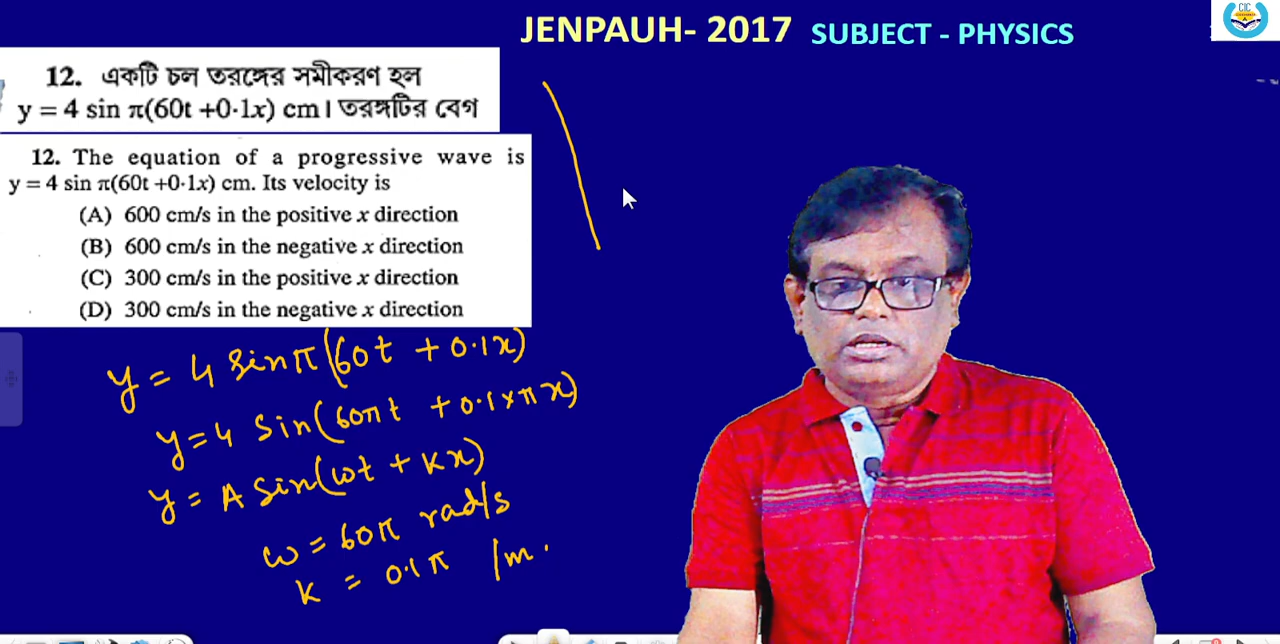 JENPAUH- 2017 SUBJECT - PHYSICS
CIC
12. একটি চল তরঙ্গের সমীকরণ হল
y = 4 sin π(60t +0·1x) cm। তরঙ্গটির বেগ
12. The equation of a progressive wave is
y = 4 sin π(60t +0·1x) cm. Its velocity is
(A) 600 cm/s in the positive x direction
(B) 600 cm/s in the negative x direction
(C) 300 cm/s in the positive x direction
(D) 300 cm/s in the negative x direction
y = 4 sin π(60t + 0.1x)
y = 4 sin(60πt + 0.1×πx)
y = A sin(ωt + Kx)
ω = 60π rad/s
K = 0.1π /m.